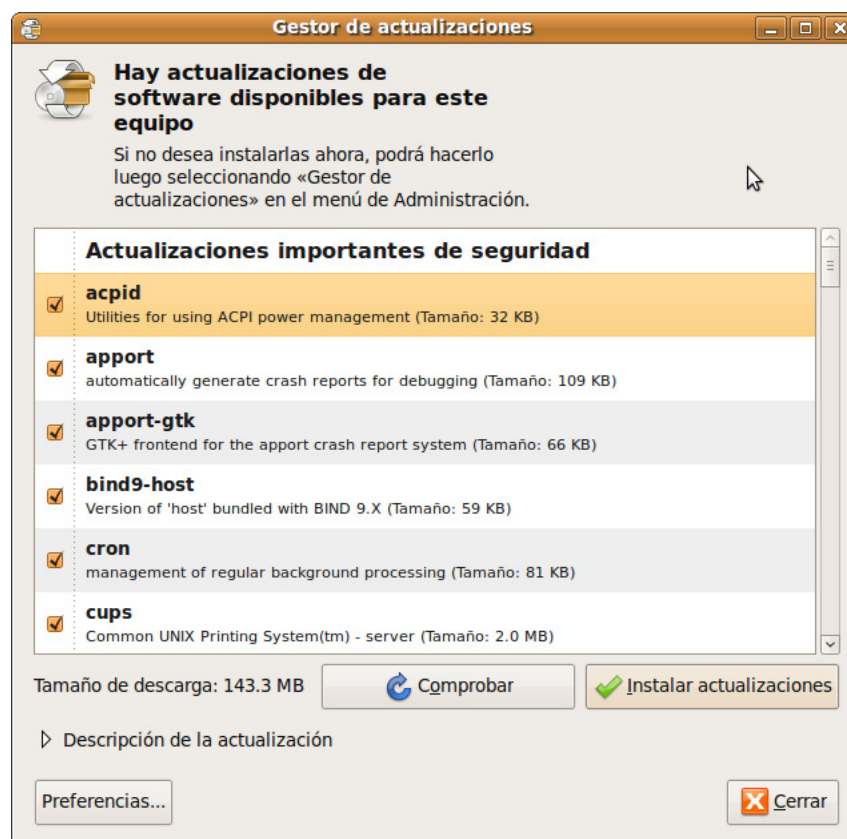 Gestor de actualizaciones
Hay actualizaciones de
software disponibles para este
equipo
Si no desea instalarlas ahora, podrá hacerlo
luego seleccionando «Gestor de
actualizaciones» en el menú de Administración.
Actualizaciones importantes de seguridad
acpid
Utilities for using ACPI power management (Tamaño: 32 KB)
apport
automatically generate crash reports for debugging (Tamaño: 109 KB)
apport-gtk
GTK+ frontend for the apport crash report system (Tamaño: 66 KB)
bind9-host
Version of 'host' bundled with BIND 9.X (Tamaño: 59 KB)
cron
management of regular background processing (Tamaño: 81 KB)
cups
Common UNIX Printing System(tm) - server (Tamaño: 2.0 MB)
Tamaño de descarga: 143.3 MB Comprobar Instalar actualizaciones
Descripción de la actualización
Preferencias... Cerrar